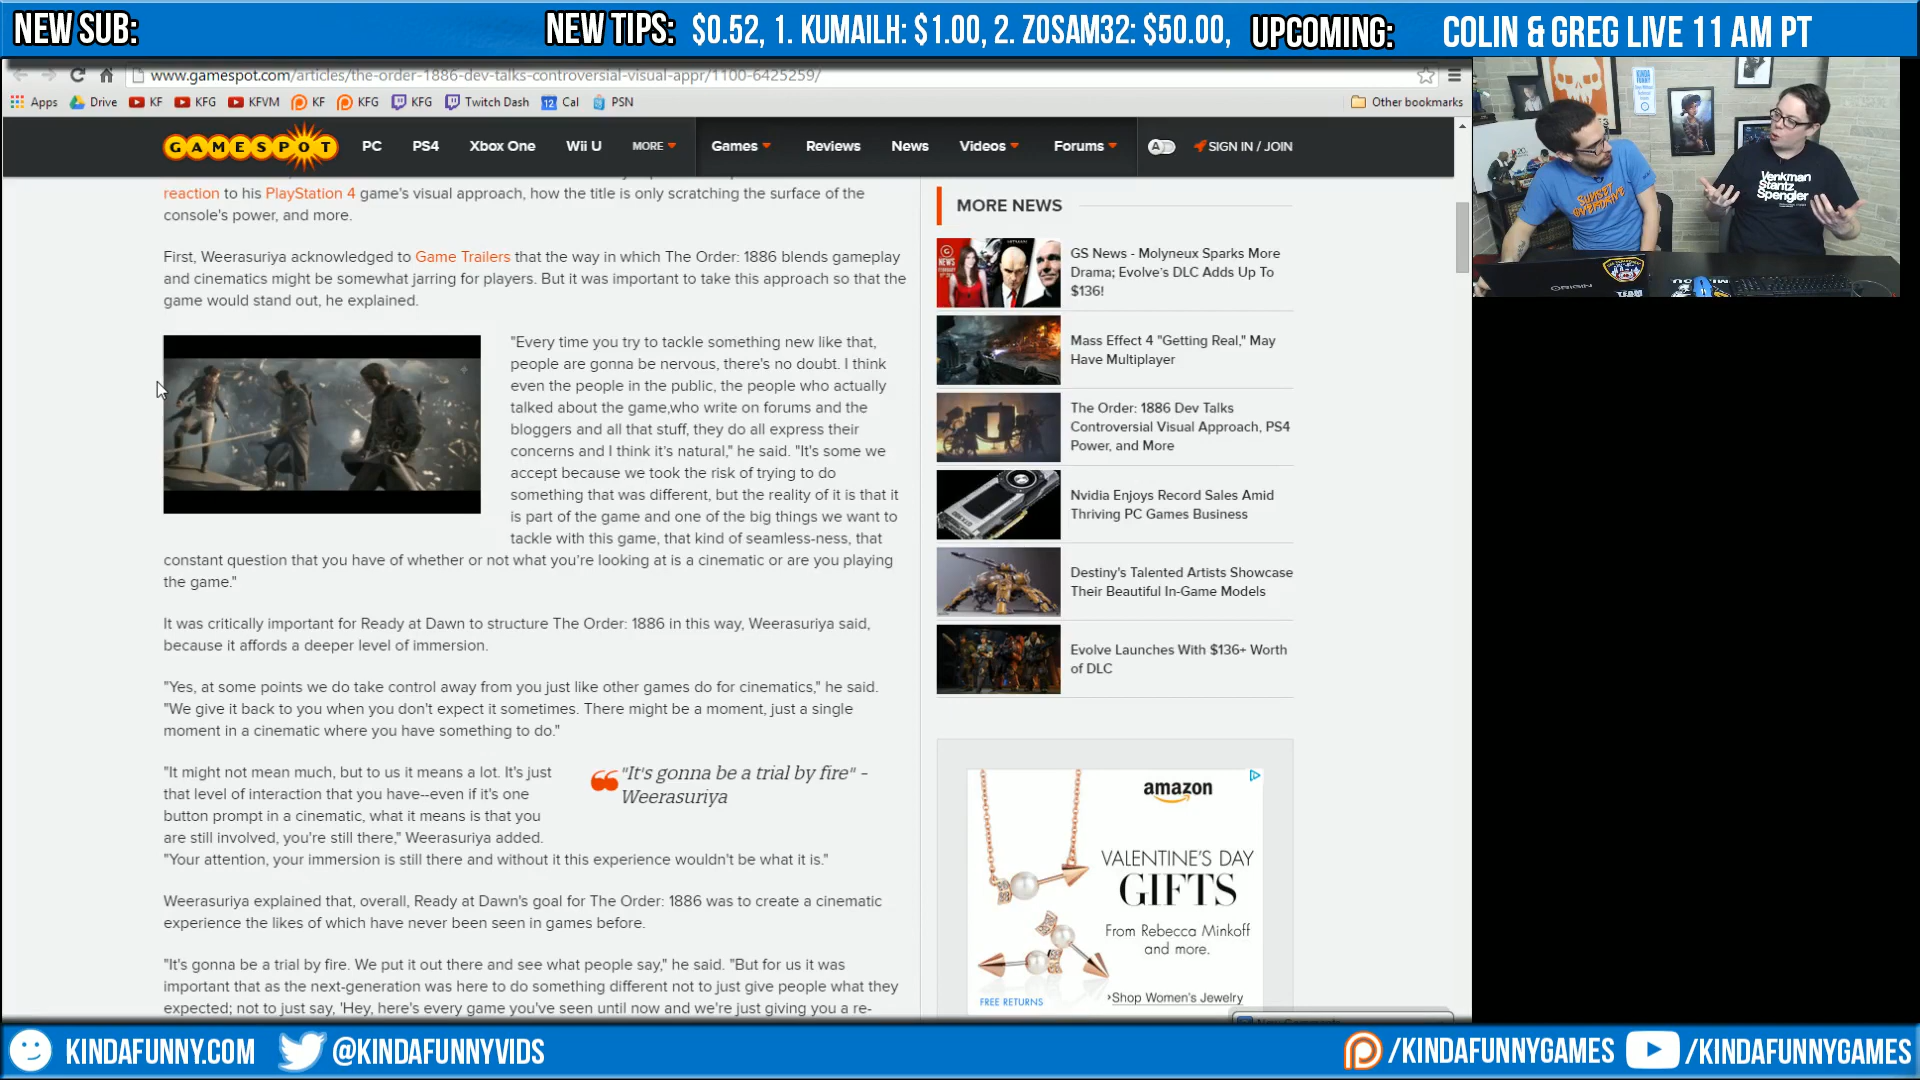 NEW SUB:
NEW TIPS: $0.52, 1. KUMAILH: $1.00, 2. Z0SAM32: $50.00,
UPCOMING: COLIN & GREG LIVE 11 AM PT
www.gamespot.com/articles/the-order-1886-dev-talks-controversial-visual-appr/1100-6425259/
Apps Drive KF KFG KFVM KF KFG KFG Twitch Dash 12 Cal PSN Other bookmarks
GAMESPOT PC PS4 Xbox One Wii U MORE Games Reviews News Videos Forums SIGN IN / JOIN
reaction to his PlayStation 4 game's visual approach, how the title is only scratching the surface of the
console's power, and more.
First, Weerasuriya acknowledged to Game Trailers that the way in which The Order: 1886 blends gameplay
and cinematics might be somewhat jarring for players. But it was important to take this approach so that the
game would stand out, he explained.
"Every time you try to tackle something new like that,
people are gonna be nervous, there's no doubt. I think
even the people in the public, the people who actually
talked about the game,who write on forums and the
bloggers and all that stuff, they do all express their
concerns and I think it's natural," he said. "It's some we
accept because we took the risk of trying to do
something that was different, but the reality of it is that it
is part of the game and one of the big things we want to
tackle with this game, that kind of seamless-ness, that
constant question that you have of whether or not what you're looking at is a cinematic or are you playing
the game."
It was critically important for Ready at Dawn to structure The Order: 1886 in this way, Weerasuriya said,
because it affords a deeper level of immersion.
"Yes, at some points we do take control away from you just like other games do for cinematics," he said.
"We give it back to you when you don't expect it sometimes. There might be a moment, just a single
moment in a cinematic where you have something to do."
"It might not mean much, but to us it means a lot. It's just
that level of interaction that you have--even if it's one
button prompt in a cinematic, what it means is that you
are still involved, you're still there," Weerasuriya added.
"Your attention, your immersion is still there and without it this experience wouldn't be what it is."
"It's gonna be a trial by fire" -
Weerasuriya
Weerasuriya explained that, overall, Ready at Dawn's goal for The Order: 1886 was to create a cinematic
experience the likes of which have never been seen in games before.
"It's gonna be a trial by fire. We put it out there and see what people say," he said. "But for us it was
important that as the next-generation was here to do something different not to just give people what they
expected; not to just say, 'Hey, here's every game you've seen until now and we're just giving you a re-
MORE NEWS
GS News - Molyneux Sparks More
Drama; Evolve's DLC Adds Up To
$136!
Mass Effect 4 "Getting Real," May
Have Multiplayer
The Order: 1886 Dev Talks
Controversial Visual Approach, PS4
Power, and More
Nvidia Enjoys Record Sales Amid
Thriving PC Games Business
Destiny's Talented Artists Showcase
Their Beautiful In-Game Models
Evolve Launches With $136+ Worth
of DLC
amazon
VALENTINE'S DAY
GIFTS
From Rebecca Minkoff
and more.
FREE RETURNS
›Shop Women's Jewelry
SUNSET
OVERDRIVE
Venkman
Stantz
Spengler
ORIGIN
KINDAFUNNY.COM
@KINDAFUNNYVIDS
/KINDAFUNNYGAMES
/KINDAFUNNYGAMES